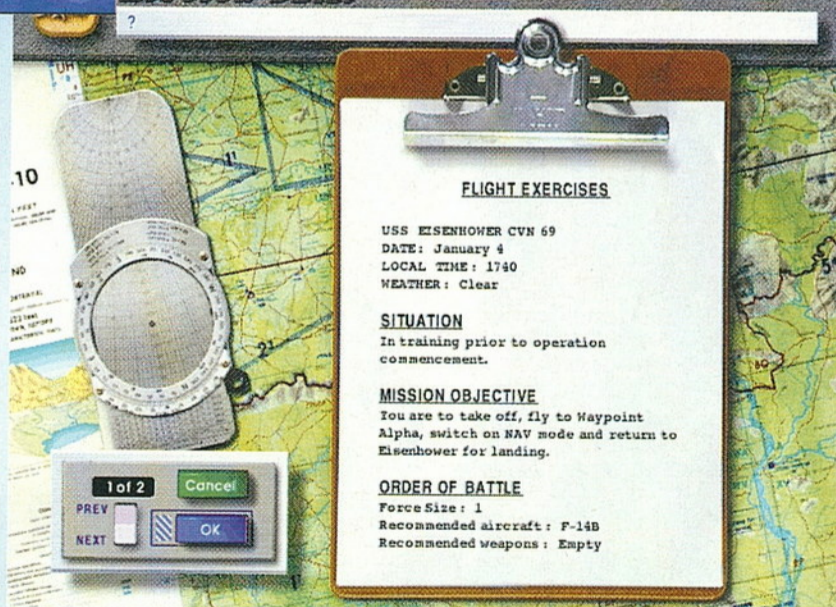 ?
UH
10
FLIGHT EXERCISES
USS EISENHOWER CVN 69
DATE: January 4
LOCAL TIME: 1740
WEATHER: Clear
SITUATION
In training prior to operation
commencement.
MISSION OBJECTIVE
You are to take off, fly to Waypoint
Alpha, switch on NAV mode and return to
Eisenhower for landing.
ORDER OF BATTLE
Force Size: 1
Recommended aircraft: F-14B
Recommended weapons: Empty
1 of 2
Cancel
PREV
OK
NEXT